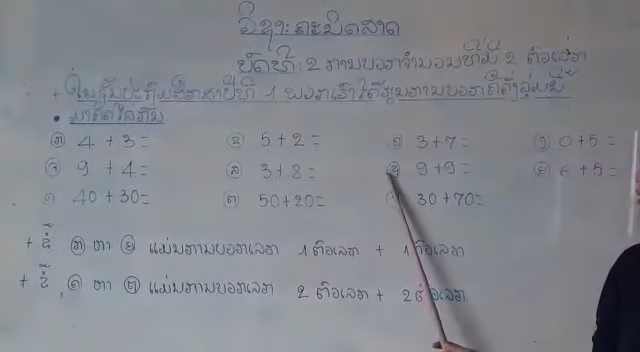 ວິຊາ: ຄະນິດສາດ
ບົດທີ: 2 ການບວກຈຳນວນທີ່ມີ 2 ຕົວເລກ
+ ໃນຊັ້ນປະຖົມສຶກສາປີທີ 1 ພວກເຮົາໄດ້ຮຽນການບວກຄືດັ່ງລຸ່ມນີ້
• ມາຄິດໄລ່ກັນ
ກ 4 + 3 = ຂ 5 + 2 = ຄ 3 + 7 = ງ 0 + 5 =
ຈ 9 + 4 = ສ 3 + 8 = ຊ 9 + 9 = ຍ 6 + 5 =
ດ 40 + 30 = ຕ 50 + 20 = 30 + 70 =
+ ຂໍ້ ກ ຫາ ຍ ແມ່ນການບວກເລກ 1 ຕົວເລກ + 1 ຕົວເລກ
+ ຂໍ້ ດ ຫາ ຖ ແມ່ນການບວກເລກ 2 ຕົວເລກ + 2 ຕົວເລກ